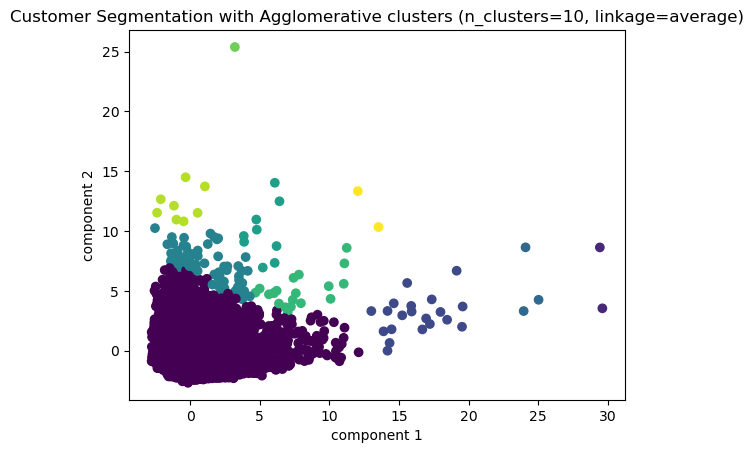 Customer Segmentation with Agglomerative clusters (n_clusters=10, linkage=average)
25
20
15
10
5
0
component 2
0 5 10 15 20 25 30
component 1